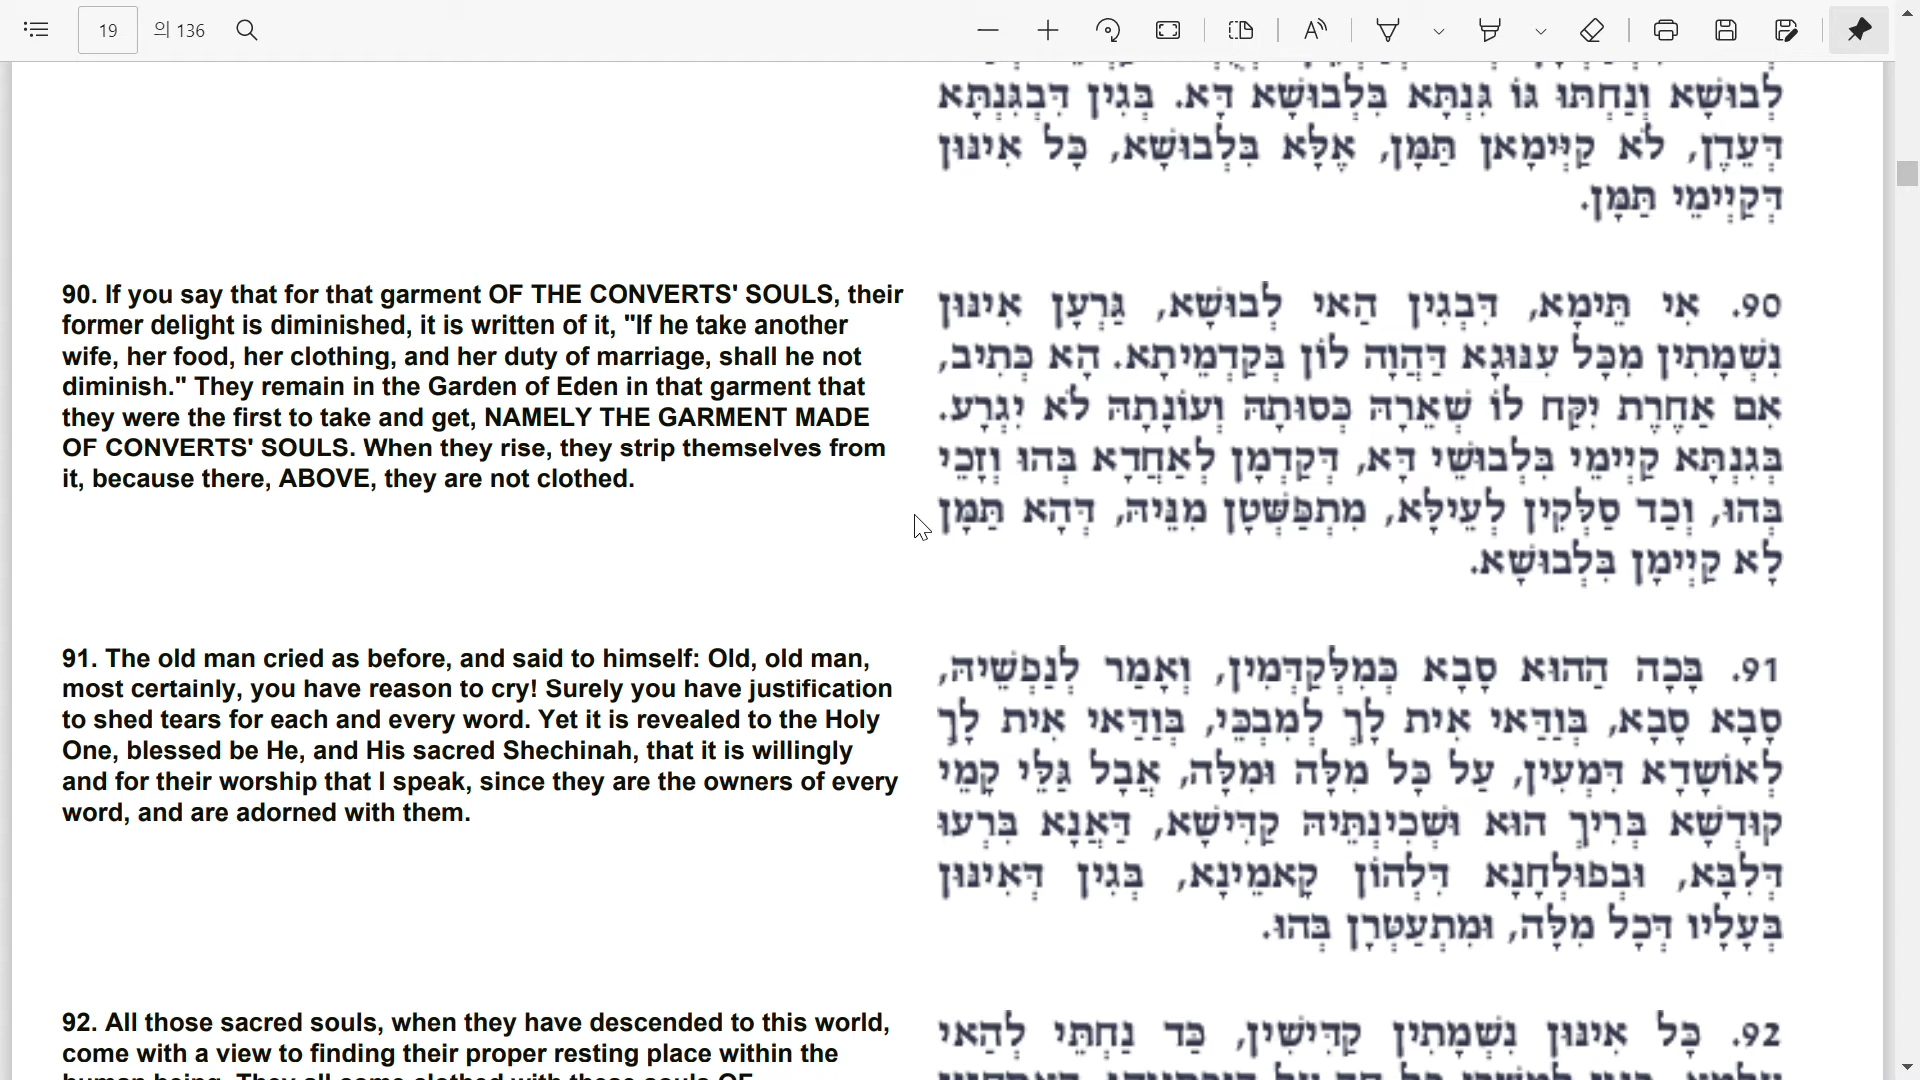 19 의 136
לְבוּשָׁא וְנַחְתּוּ גּוֹ גִּנְתָּא בִּלְבוּשָׁא דָּא. בְּגִין דִּבְגִנְתָּא
דְּעֵדֶן, לֹא קַיְּימָאן תַּמָּן, אֶלָּא בִּלְבוּשָׁא, כָּל אִינּוּן
דְּקַיְימֵי תַּמָּן.
90. If you say that for that garment OF THE CONVERTS' SOULS, their
former delight is diminished, it is written of it, "If he take another
wife, her food, her clothing, and her duty of marriage, shall he not
diminish." They remain in the Garden of Eden in that garment that
they were the first to take and get, NAMELY THE GARMENT MADE
OF CONVERTS' SOULS. When they rise, they strip themselves from
it, because there, ABOVE, they are not clothed.
90. אִי תֵּימָא, דִּבְגִין הַאי לְבוּשָׁא, גַּרְעָן אִינּוּן
נִשְׁמָתִין מִכָּל עִנּוּגָא דַּהֲוָה לוֹן בְּקַדְמֵיתָא. הָא כְּתִיב,
אִם אַחֶרֶת יִקַּח לוֹ שְׁאֵרָהּ כְּסוּתָהּ וְעוֹנָתָהּ לֹא יִגְרָע.
בְּגִנְתָּא קַיְימֵי בִּלְבוּשֵׁי דָּא, דְּקַדְמָן לְאַחֲדָא בְּהוּ וְזָכֵי
בְּהוּ, וְכַד סַלְּקִין לְעֵילָּא, מִתְפַּשְּׁטָן מִנֵּיהּ, דְּהָא תַּמָּן
לָא קַיְימָן בִּלְבוּשָׁא.
91. The old man cried as before, and said to himself: Old, old man,
most certainly, you have reason to cry! Surely you have justification
to shed tears for each and every word. Yet it is revealed to the Holy
One, blessed be He, and His sacred Shechinah, that it is willingly
and for their worship that I speak, since they are the owners of every
word, and are adorned with them.
91. בָּכָה הַהוּא סָבָא כְּמִלְּקַדְּמִין, וְאָמַר לְנַפְשֵׁיהּ,
סָבָא סָבָא, בְּוַדַּאי אִית לָךְ לְמִבְכֵּי, בְּוַדַּאי אִית לָךְ
לְאוֹשָׁדָא דִּמְעִין, עַל כָּל מִלָּה וּמִלָּה, אֲבָל גַּלֵּי קָמֵי
קוּדְשָׁא בְּרִיךְ הוּא וּשְׁכִינְתֵּיהּ קַדִּישָׁא, דַּאֲנָא בִּרְעוּ
דְּלִבָּא, וּבְפוּלְחָנָא דִּלְהוֹן קָאמֵינָא, בְּגִין דְּאִינּוּן
בְּעָלָיו דְּכָל מִלָּה, וּמִתְעַטְּרָן בְּהוּ.
92. All those sacred souls, when they have descended to this world,
come with a view to finding their proper resting place within the
92. כָּל אִינּוּן נִשְׁמָתִין קַדִּישִׁין, כַּד נַחְתֵּי לְהַאי